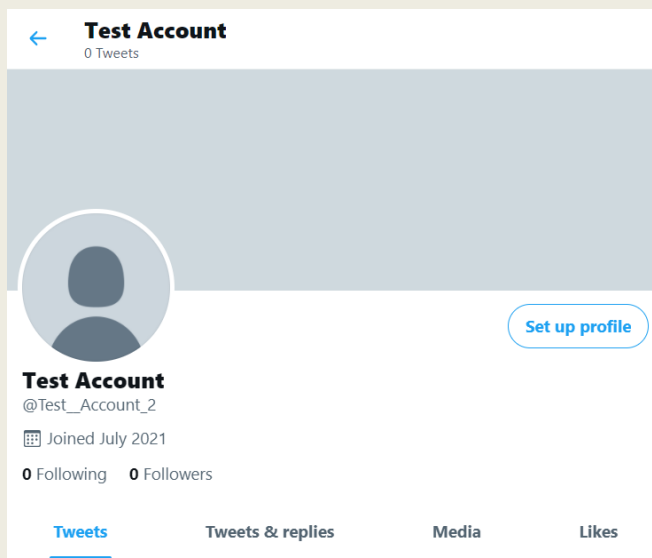 Test Account
0 Tweets
Set up profile
Test Account
@Test__Account_2
Joined July 2021
0 Following 0 Followers
Tweets Tweets & replies Media Likes